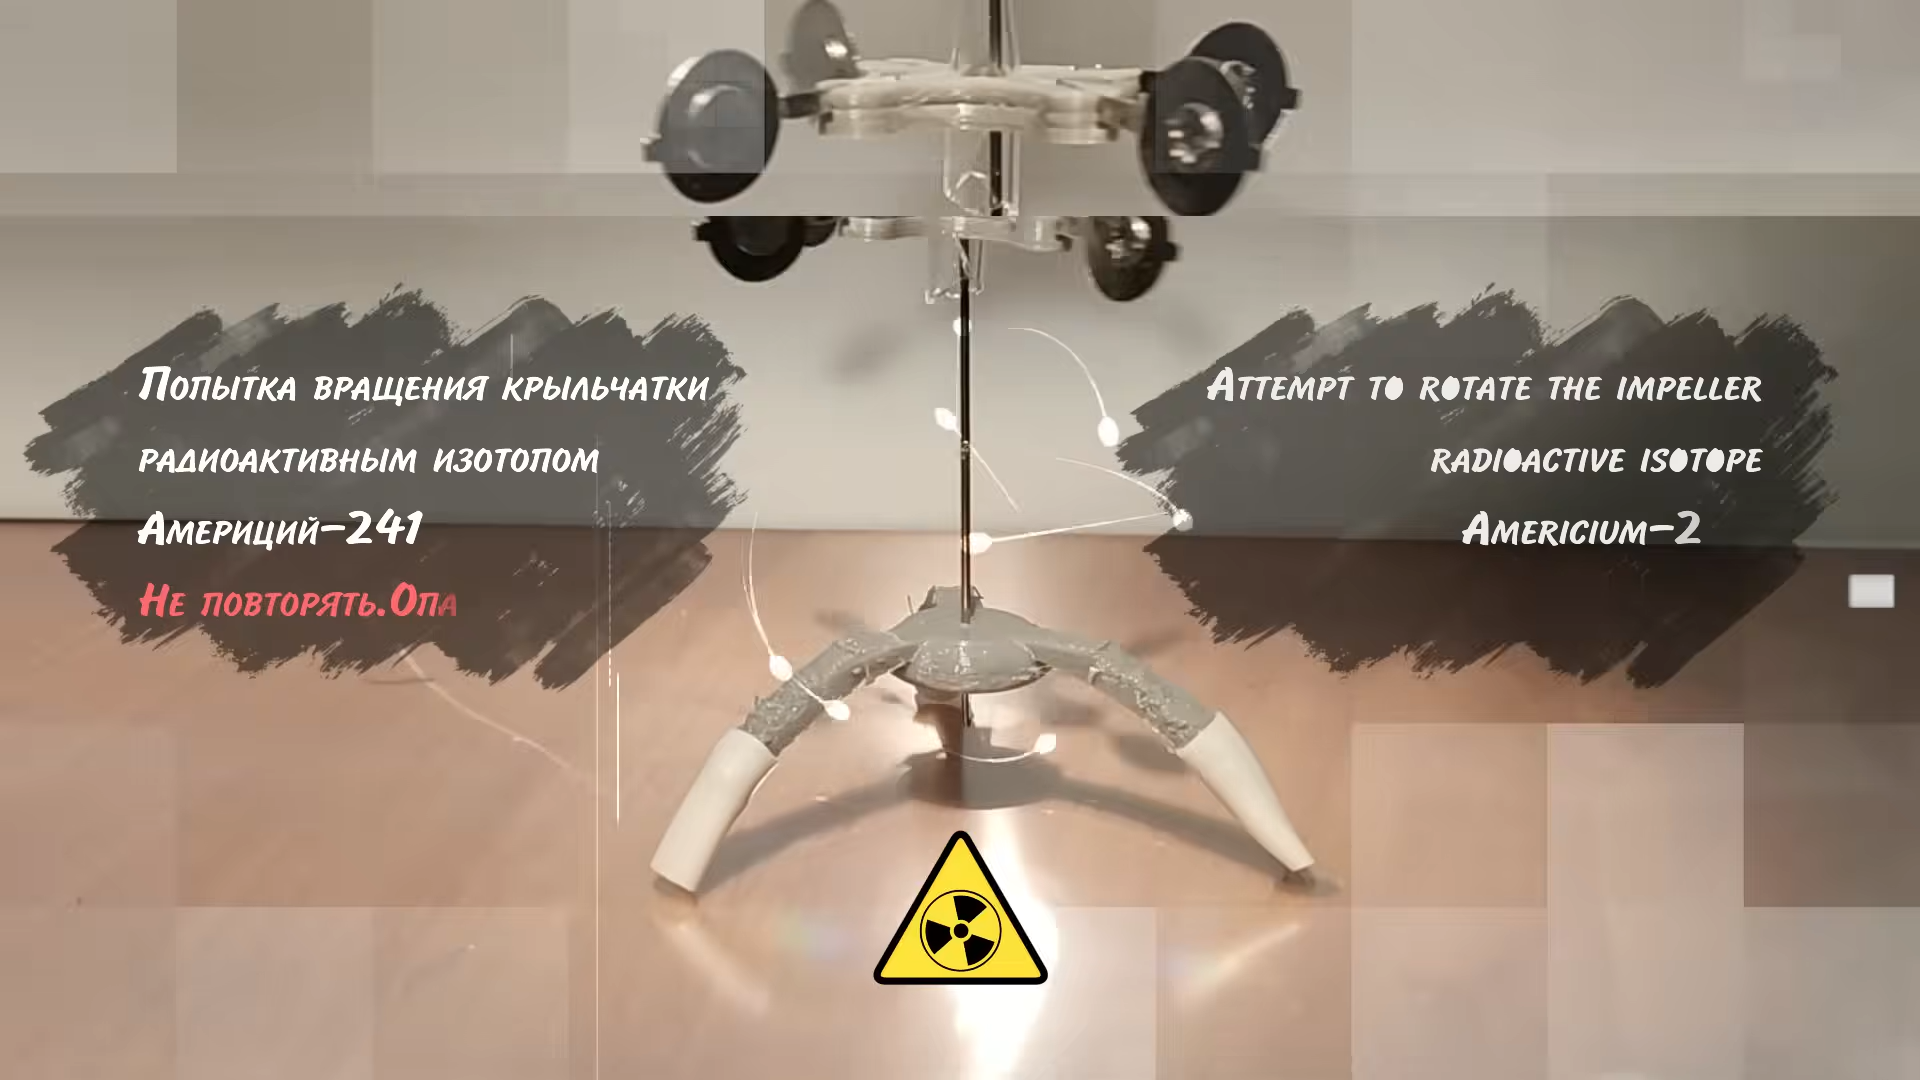 Попытка вращения крыльчатки
радиоактивным изотопом
Америций-241
Не повторять.Опа
Attempt to rotate the impeller
radioactive isotope
Americium-2